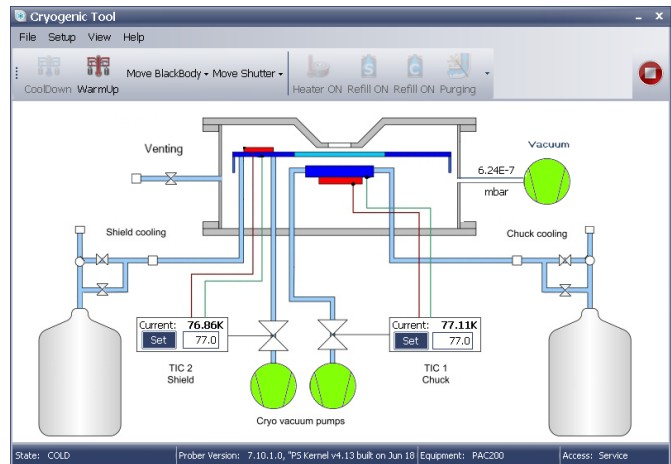 Cryogenic Tool
File Setup View Help
CoolDown WarmUp Move BlackBody Move Shutter Heater ON Refill ON Refill ON Purging
S C
Venting
Vacuum
6.24E-7
mbar
Shield cooling
Chuck cooling
Current: 76.86K
Set 77.0
TIC 2
Shield
Current: 77.11K
Set 77.0
TIC 1
Chuck
Cryo vacuum pumps
State: COLD Prober Version: 7.10.1.0, "P5 Kernel v4.13 built on Jun 18 Equipment: PAC200 Access: Service